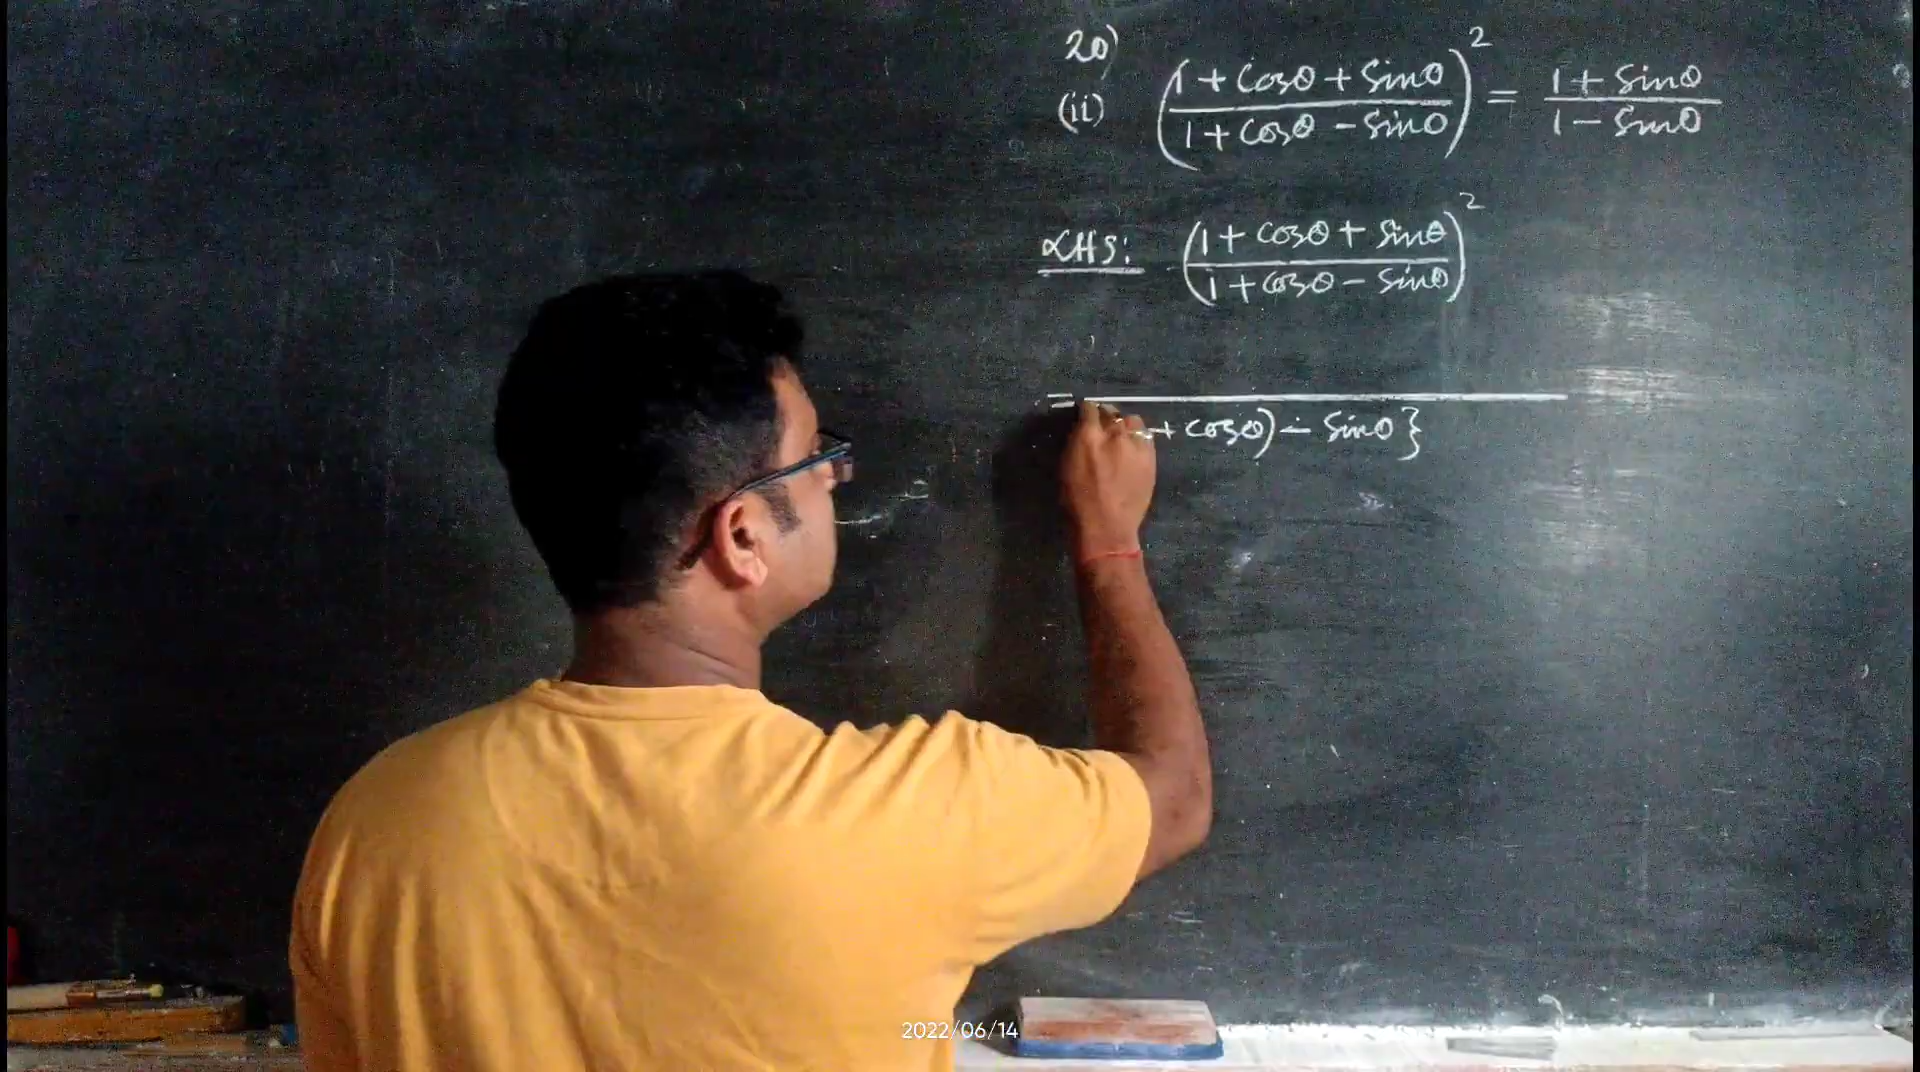 20)
(ii) ((1 + cosθ + sinθ)/(1 + cosθ - sinθ))² = (1 + sinθ)/(1 - sinθ)
LHS: ((1 + cosθ + sinθ)/(1 + cosθ - sinθ))²
=
+ cosθ) - sinθ}
2022/06/14